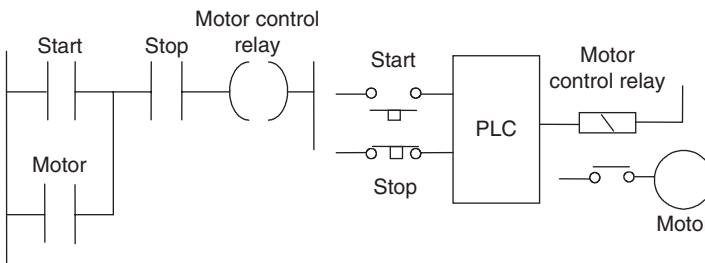 Start
Stop
Motor control
relay
Motor
Start
Stop
PLC
Motor
control relay
Moto